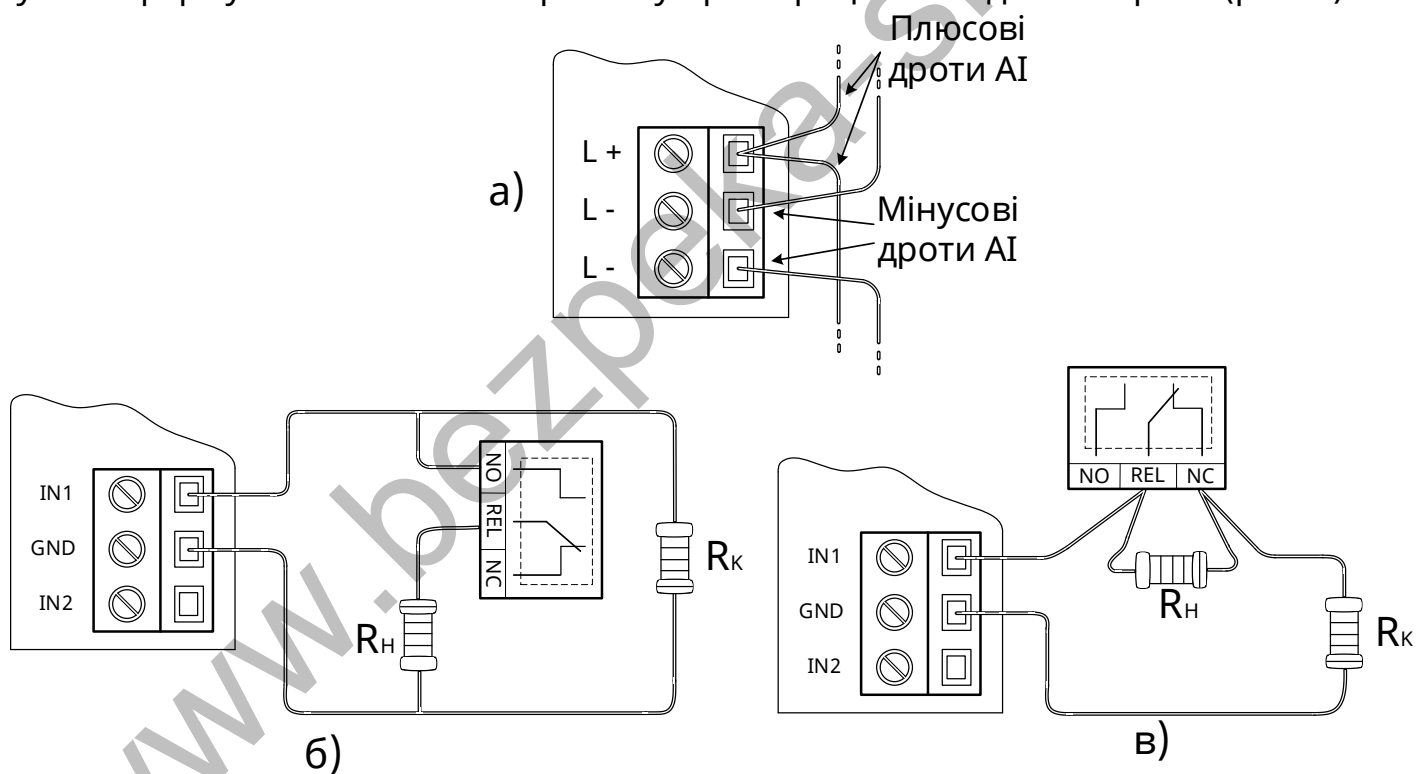 Плюсові
дроти AI
L +
L -
L -
а)
Мінусові
дроти AI
IN1
GND
IN2
NO
REL
NC
RН
RК
б)
NO REL NC
IN1
GND
IN2
RН
RК
в)
www.bezpeka-s